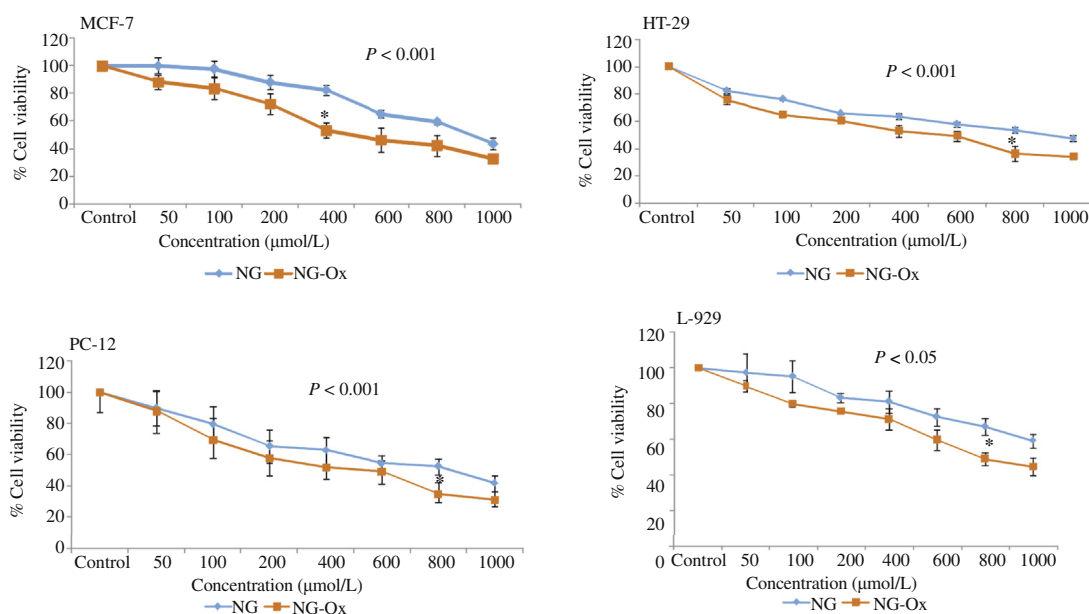 MCF-7
120
100
80
60
40
20
0
% Cell viability
P < 0.001
*
Control 50 100 200 400 600 800 1000
Concentration (μmol/L)
NG NG-Ox
HT-29
120
100
80
60
40
20
0
% Cell viability
P < 0.001
*
Control 50 100 200 400 600 800 1000
Concentration (μmol/L)
NG NG-Ox
PC-12
120
100
80
60
40
20
0
% Cell viability
P < 0.001
*
Control 50 100 200 400 600 800 1000
Concentration (μmol/L)
NG NG-Ox
L-929
120
100
80
60
40
20
0
% Cell viability
P < 0.05
*
Control 50 100 200 400 600 800 1000
Concentration (μmol/L)
NG NG-Ox